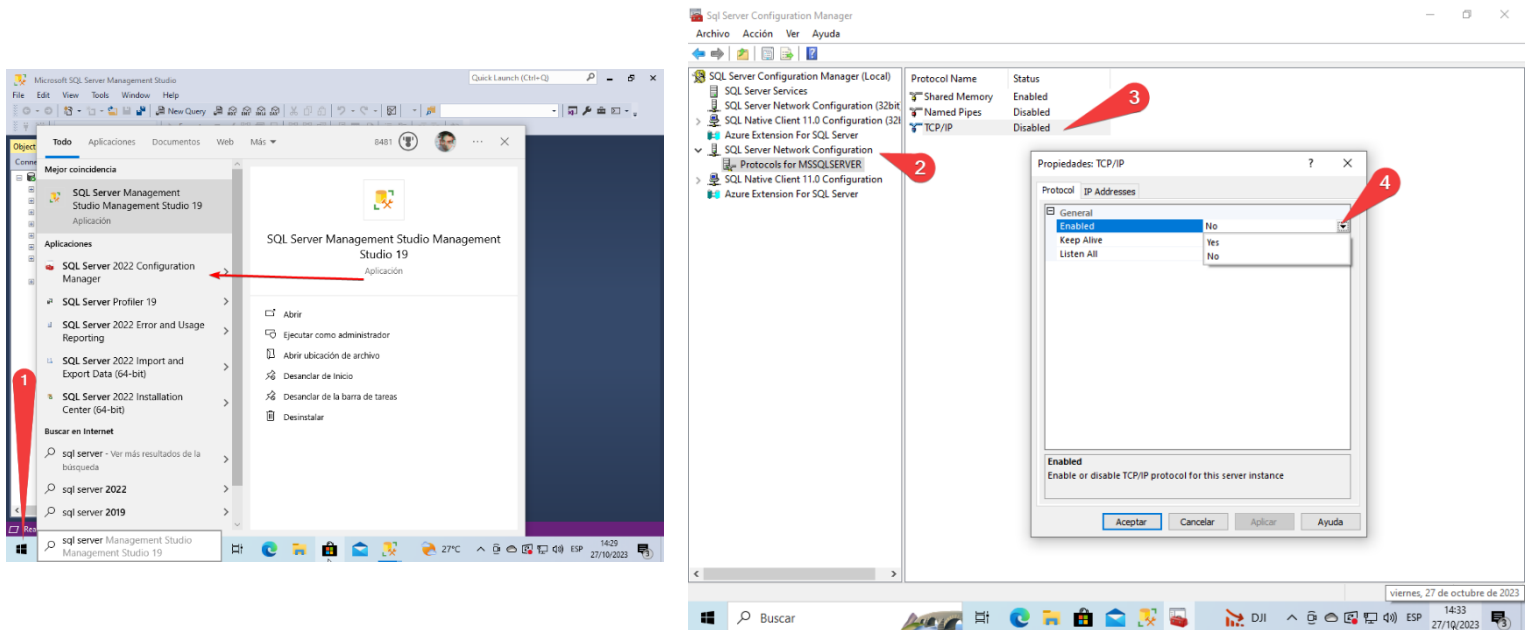 Microsoft SQL Server Management Studio
Quick Launch (Ctrl+Q)
File Edit View Tools Window Help
New Query
Object
Conne
Todo Aplicaciones Documentos Web Más
8481
Mejor coincidencia
SQL Server Management
Studio Management Studio 19
Aplicación
Aplicaciones
SQL Server 2022 Configuration
Manager
SQL Server Profiler 19
SQL Server 2022 Error and Usage
Reporting
SQL Server 2022 Import and
Export Data (64-bit)
SQL Server 2022 Installation
Center (64-bit)
Buscar en Internet
sql server - Ver más resultados de la
búsqueda
sql server 2022
sql server 2019
SQL Server Management Studio Management
Studio 19
Aplicación
Abrir
Ejecutar como administrador
Abrir ubicación de archivo
Desanclar de Inicio
Desanclar de la barra de tareas
Desinstalar
1
Rea
sql server Management Studio
Management Studio 19
27°C
ESP
14:29
27/10/2023
3
Sql Server Configuration Manager
Archivo Acción Ver Ayuda
SQL Server Configuration Manager (Local)
SQL Server Services
SQL Server Network Configuration (32bit
SQL Native Client 11.0 Configuration (32
Azure Extension For SQL Server
SQL Server Network Configuration
Protocols for MSSQLSERVER
SQL Native Client 11.0 Configuration
Azure Extension For SQL Server
2
Protocol Name Status
Shared Memory Enabled
Named Pipes Disabled
TCP/IP Disabled
3
Propiedades: TCP/IP
?
Protocol IP Addresses
4
General
Enabled No
Keep Alive
Listen All
Yes
No
Enabled
Enable or disable TCP/IP protocol for this server instance
Aceptar Cancelar Aplicar Ayuda
viernes, 27 de octubre de 2023
Buscar
DJI
ESP
14:33
27/10/2023
3